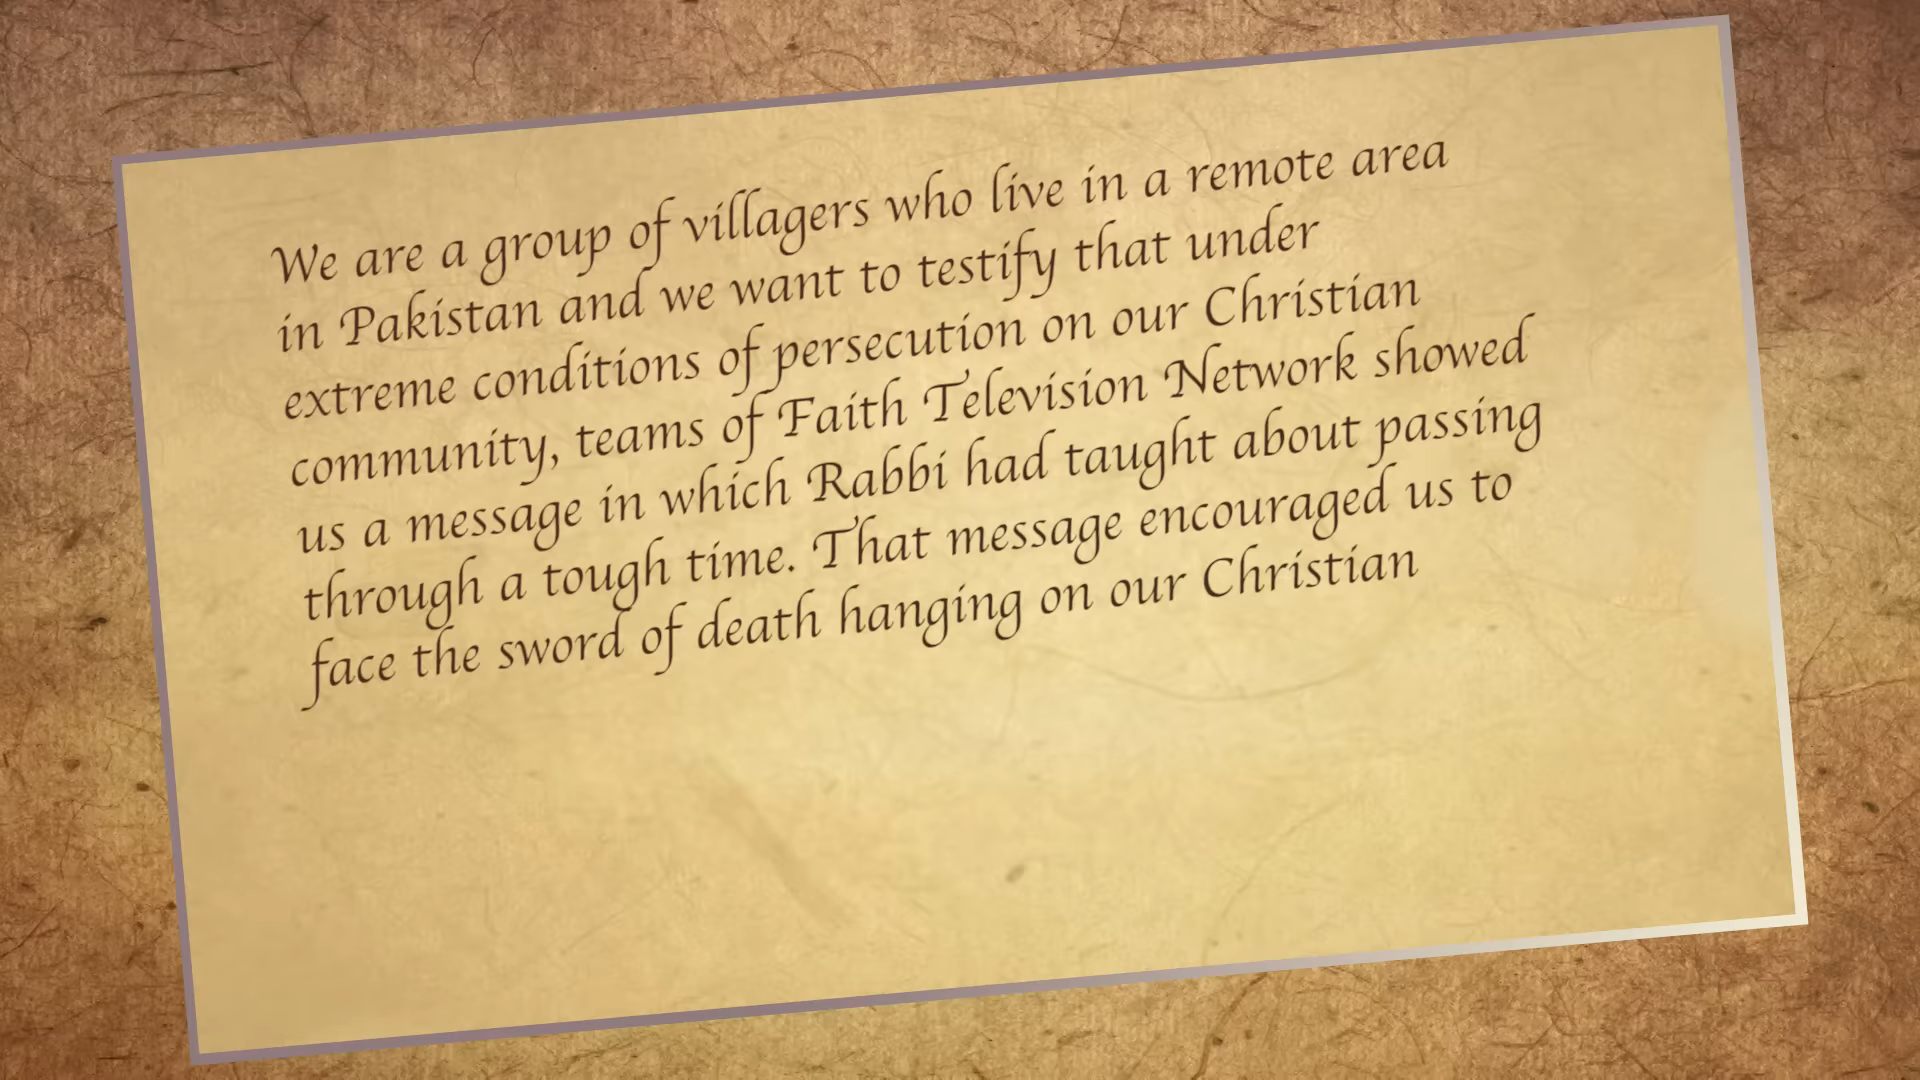 We are a group of villagers who live in a remote area
in Pakistan and we want to testify that under
extreme conditions of persecution on our Christian
community, teams of Faith Television Network showed
us a message in which Rabbi had taught about passing
through a tough time. That message encouraged us to
face the sword of death hanging on our Christian